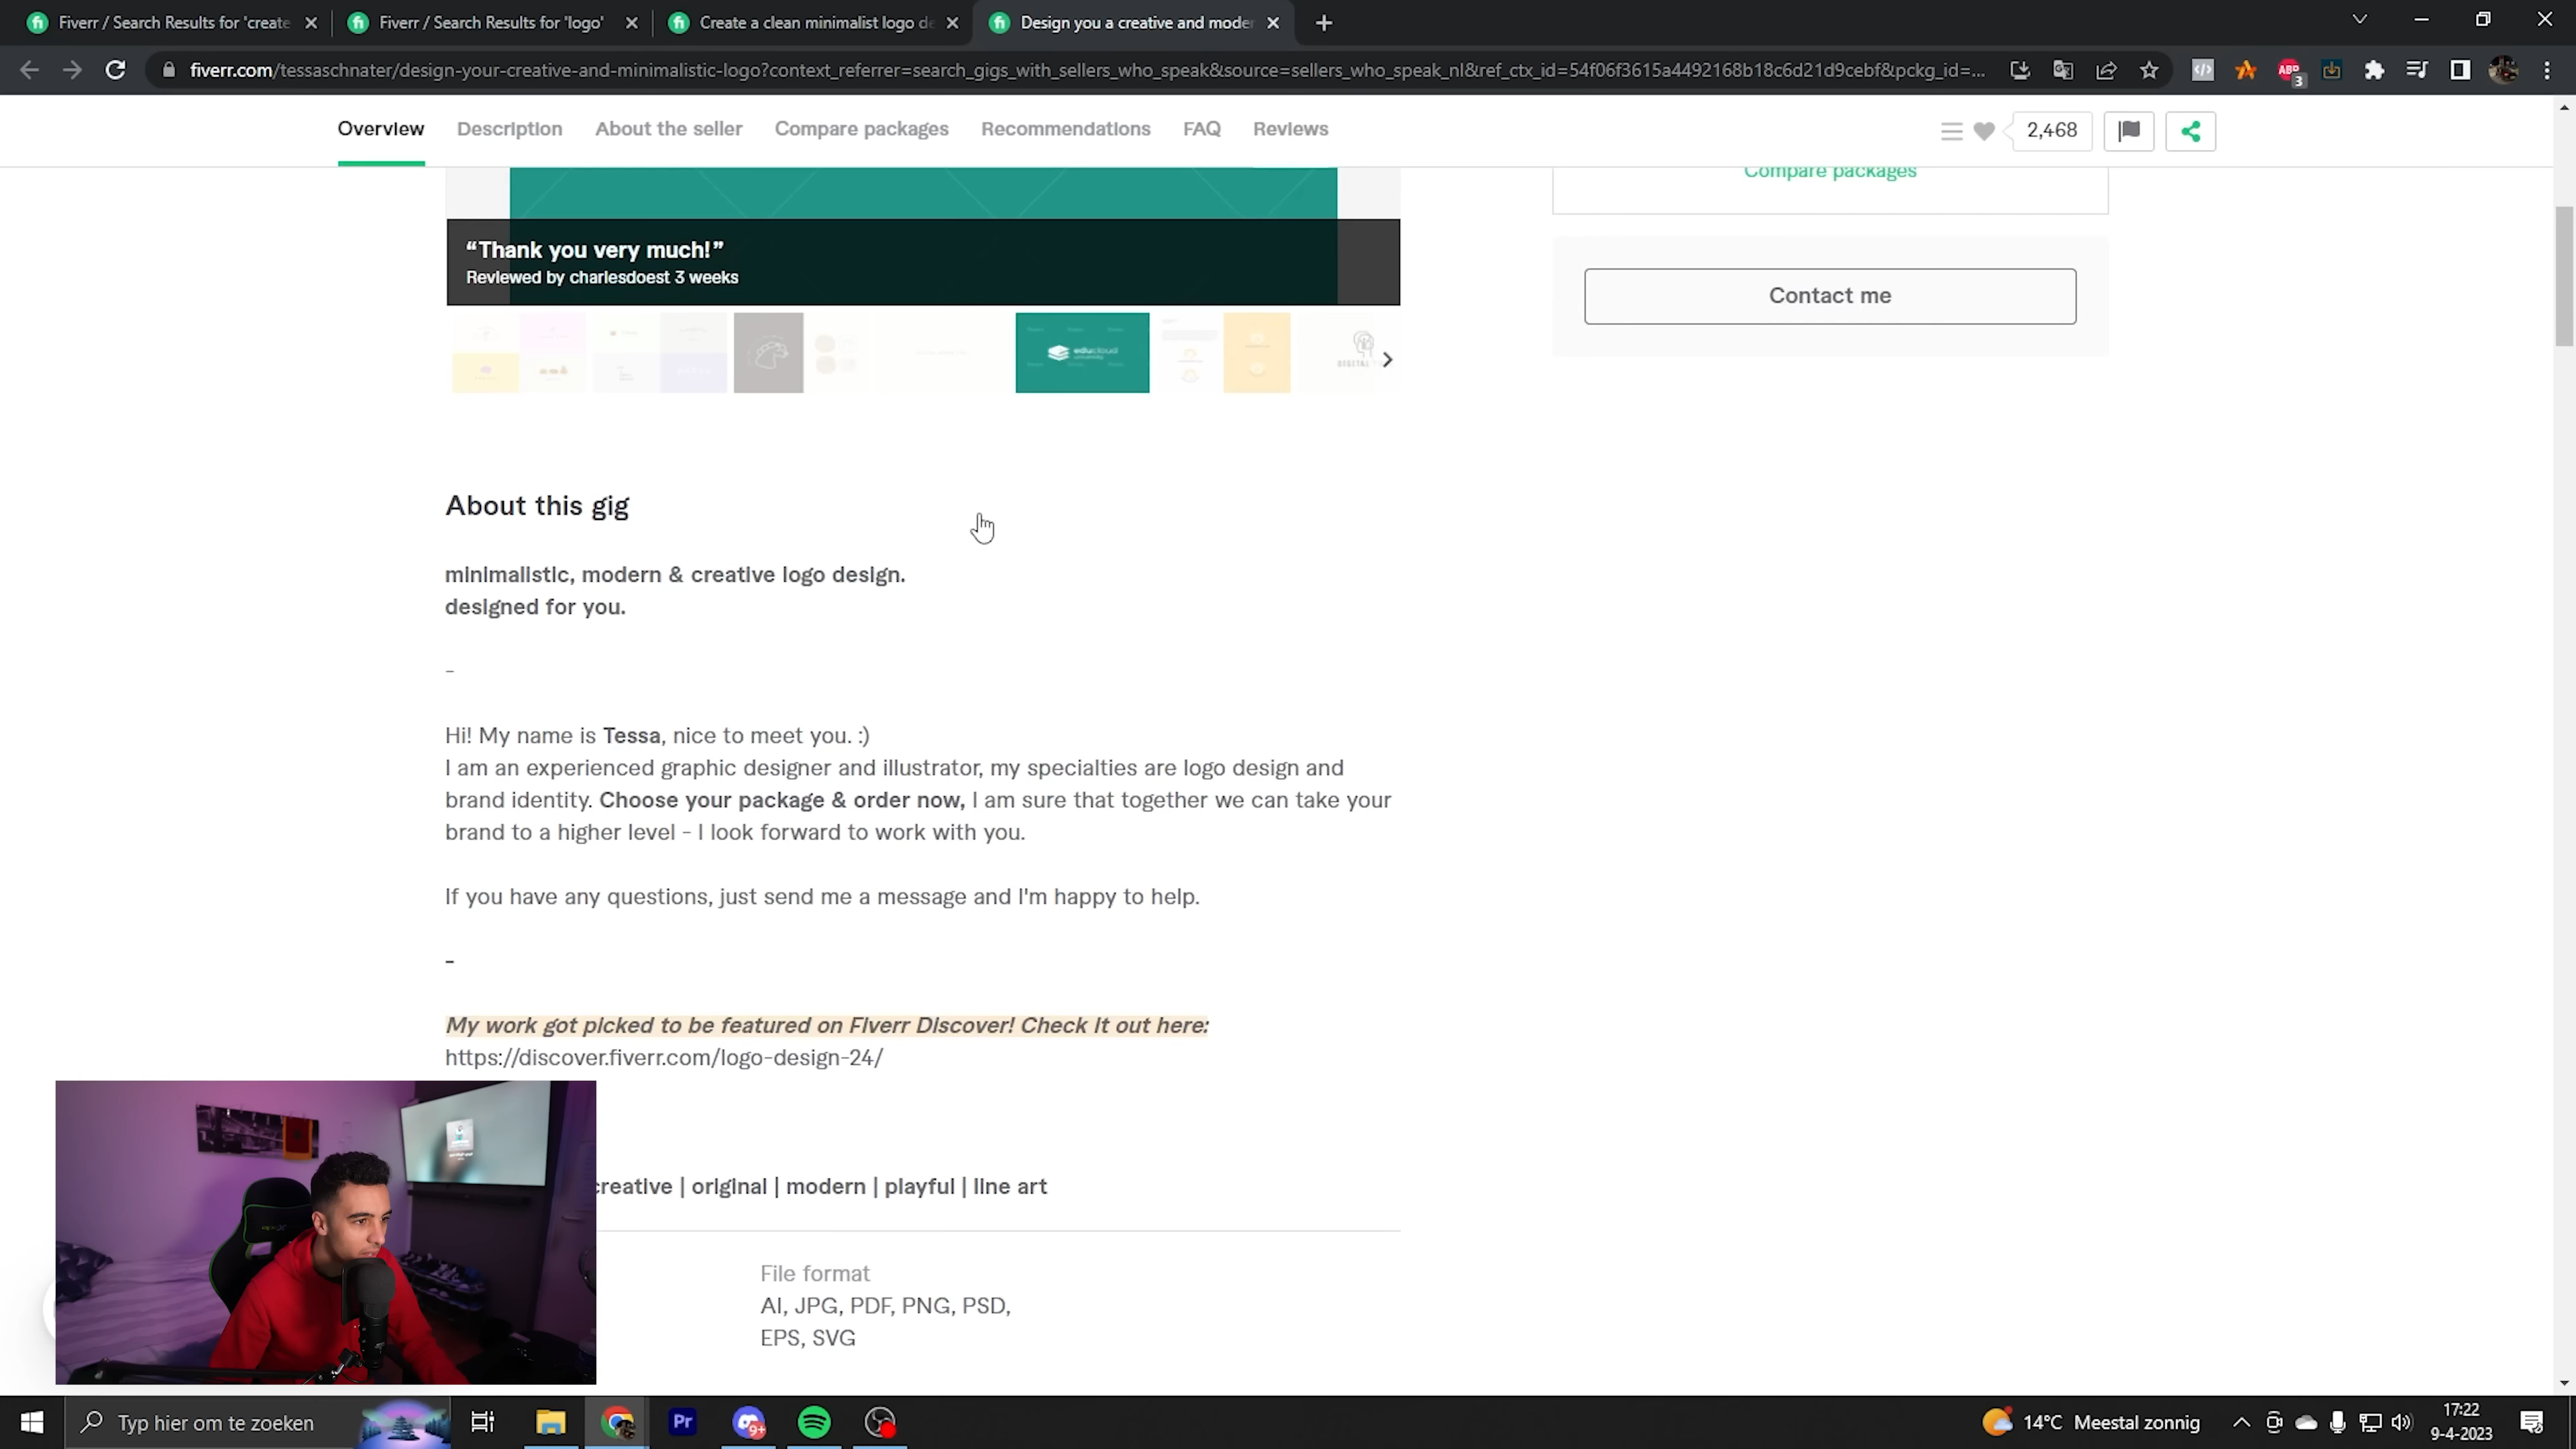 Fiverr / Search Results for 'create
Fiverr / Search Results for 'logo'
Create a clean minimalist logo de
Design you a creative and moder
fiverr.com/tessaschnater/design-your-creative-and-minimalistic-logo?context_referrer=search_gigs_with_sellers_who_speak&source=sellers_who_speak_nl&ref_ctx_id=54f06f3615a4492168b18c6d21d9cebf&pckg_id=...
ABP
3
Overview
Description
About the seller
Compare packages
Recommendations
FAQ
Reviews
2,468
Compare packages
“Thank you very much!”
Reviewed by charlesdoest 3 weeks
Contact me
educloud
DIGITAL
About this gig
minimalistic, modern & creative logo design.
designed for you.
-
Hi! My name is Tessa, nice to meet you. :)
I am an experienced graphic designer and illustrator, my specialties are logo design and
brand identity. Choose your package & order now, I am sure that together we can take your
brand to a higher level - I look forward to work with you.
If you have any questions, just send me a message and I'm happy to help.
-
My work got picked to be featured on Fiverr Discover! Check it out here:
https://discover.fiverr.com/logo-design-24/
creative | original | modern | playful | line art
File format
AI, JPG, PDF, PNG, PSD,
EPS, SVG
Typ hier om te zoeken
Pr
9+
14°C Meestal zonnig
17:22
9-4-2023